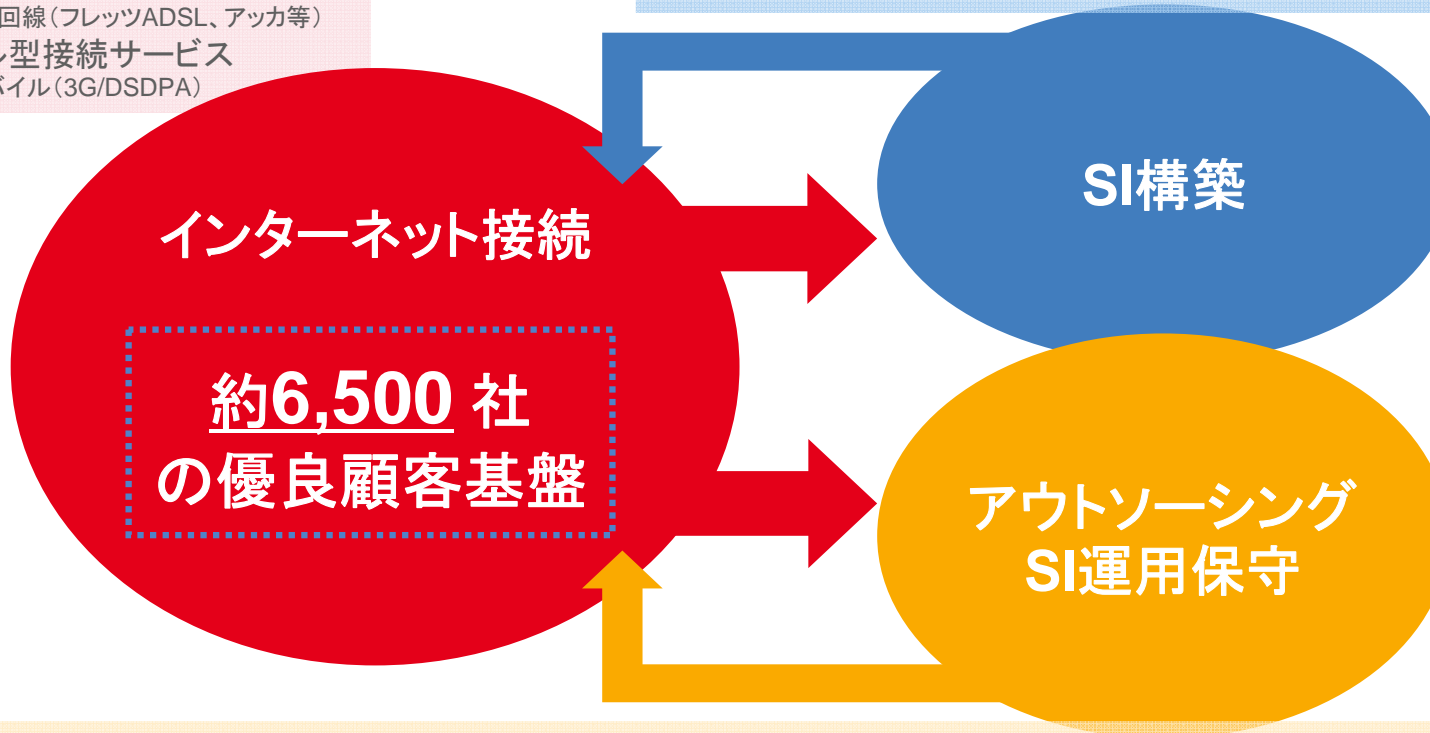 回線（フレッツADSL、アッカ等）
型接続サービス
バイル（3G/DSDPA）
インターネット接続
約6,500 社
の優良顧客基盤
SI構築
アウトソーシング
SI運用保守